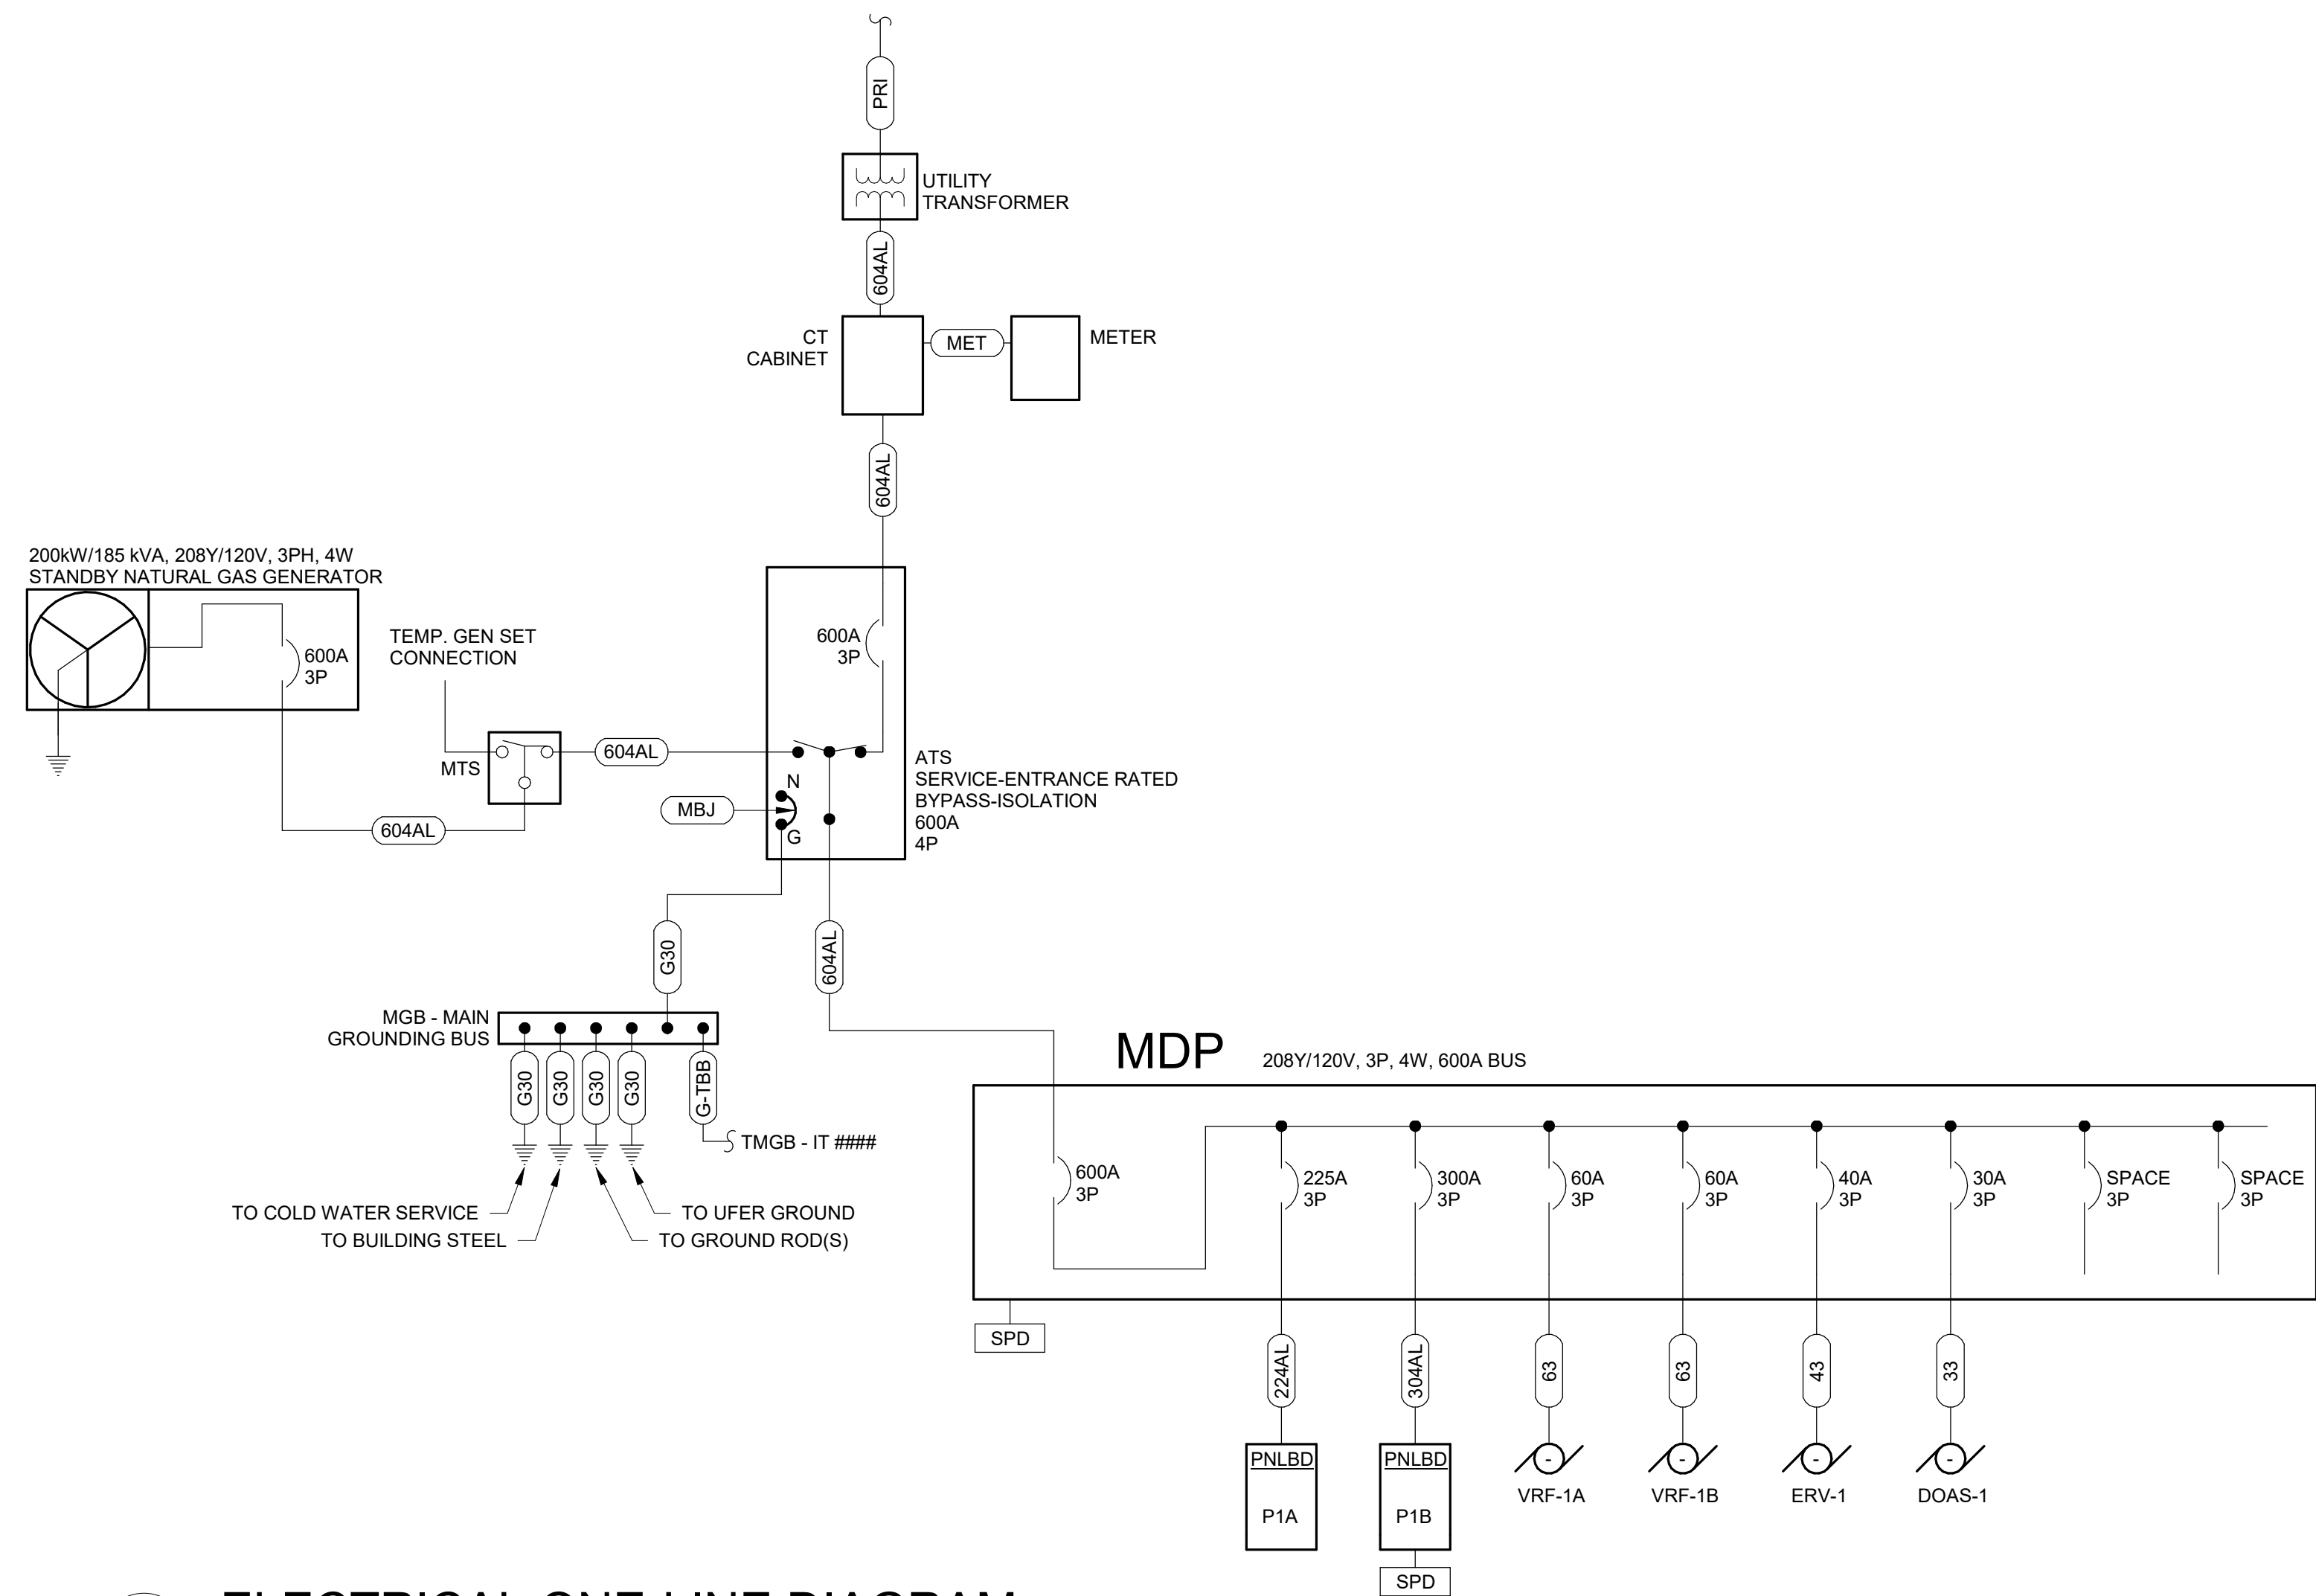 PRI
UTILITY
TRANSFORMER
604AL
CT
CABINET
MET
METER
604AL
200kW/185 kVA, 208Y/120V, 3PH, 4W
STANDBY NATURAL GAS GENERATOR
600A
3P
TEMP. GEN SET
CONNECTION
600A
3P
MTS
604AL
604AL
N
MBJ
G
ATS
SERVICE-ENTRANCE RATED
BYPASS-ISOLATION
600A
4P
G30
604AL
MGB - MAIN
GROUNDING BUS
G30
G30
G30
G30
G-TBB
TMGB - IT ####
TO COLD WATER SERVICE
TO BUILDING STEEL
TO UFER GROUND
TO GROUND ROD(S)
MDP
208Y/120V, 3P, 4W, 600A BUS
600A
3P
225A
3P
300A
3P
60A
3P
60A
3P
40A
3P
30A
3P
SPACE
3P
SPACE
3P
SPD
224AL
304AL
63
63
43
33
PNLBD
P1A
PNLBD
P1B
SPD
VRF-1A
VRF-1B
ERV-1
DOAS-1
ELECTRICAL ONE-LINE DIAGRAM